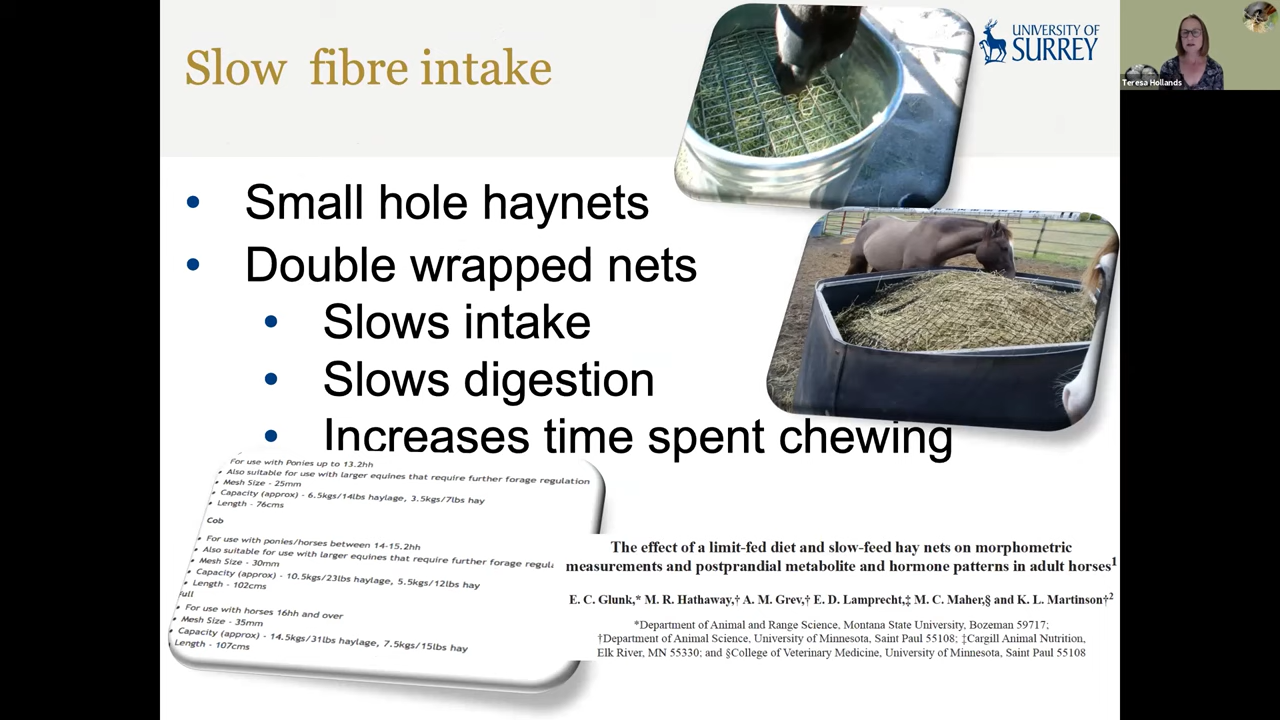 Slow fibre intake
UNIVERSITY OF
SURREY
Teresa Hollands
• Small hole haynets
• Double wrapped nets
• Slows intake
• Slows digestion
• Increases time spent chewing
For use with Ponies up to 13.2hh
• Also suitable for use with larger equines that require further forage regulation
• Mesh Size - 25mm
• Capacity (approx) - 6.5kgs/14lbs haylage, 3.5kgs/7lbs hay
• Length - 76cms
Cob
• For use with ponies/horses between 14-15.2hh
• Also suitable for use with larger equines that require further forage
• Mesh Size - 30mm
• Capacity (approx) - 10.5kgs/23lbs haylage, 5.5kgs/12lbs hay
• Length - 102cms
• For use with horses 16hh and over
• Mesh Size - 35mm
• Capacity (approx) - 14.5kgs/31lbs haylage, 7.5kgs/15lbs hay
Length - 107cms
The effect of a limit-fed diet and slow-feed hay nets on morphometric
measurements and postprandial metabolite and hormone patterns in adult horses1
E. C. Glunk,* M. R. Hathaway,† A. M. Grev,† E. D. Lamprecht,‡ M. C. Maher,§ and K. L. Martinson†2
*Department of Animal and Range Science, Montana State University, Bozeman 59717;
†Department of Animal Science, University of Minnesota, Saint Paul 55108; ‡Cargill Animal Nutrition,
Elk River, MN 55330; and §College of Veterinary Medicine, University of Minnesota, Saint Paul 55108